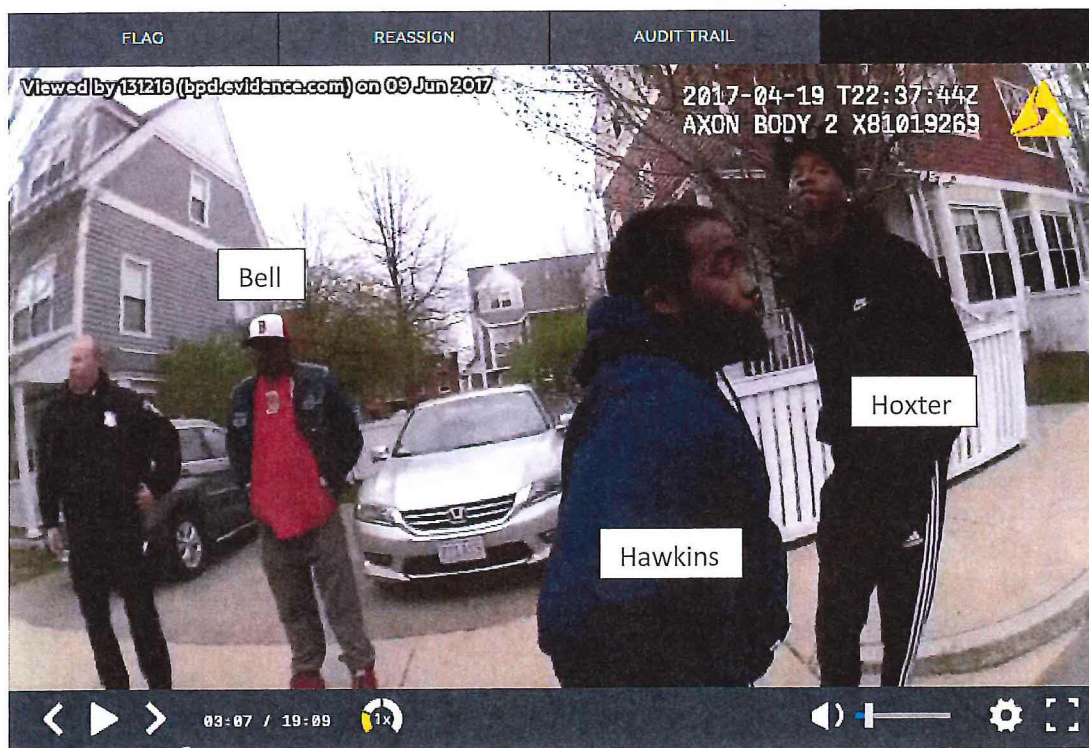 FLAG REASSIGN AUDIT TRAIL
Viewed by 131216 (bpd.evidence.com) on 09 Jun 2017
2017-04-19 T22:37:44Z
AXON BODY 2 X81019269
B
Bell
B
Hoxter
Hawkins
03:07 / 19:09 1x